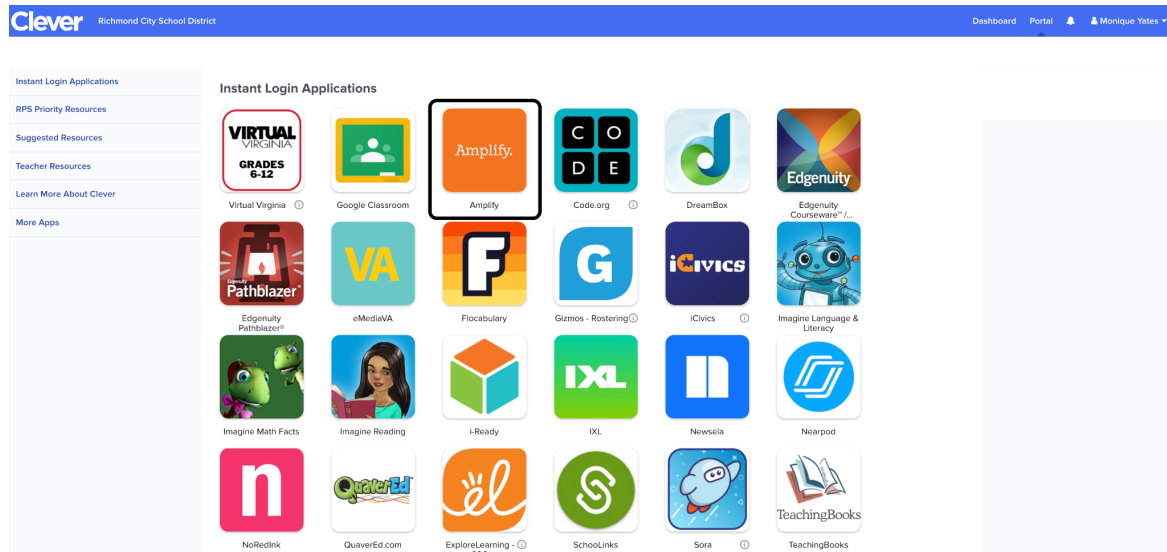 Clever
Richmond City School District
Dashboard Portal Monique Yates
Instant Login Applications
RPS Priority Resources
Suggested Resources
Teacher Resources
Learn More About Clever
More Apps
Instant Login Applications
VIRTUAL
VIRGINIA
GRADES
6-12
Amplify.
C O
D E
Edgenuity
Virtual Virginia
Google Classroom
Amplify
Code.org
DreamBox
Edgenuity
Courseware™ /...
Edgenuity
Pathblazer
VA
F
G
iCivics
Edgenuity
Pathblazer®
eMediaVA
Flocabulary
Gizmos - Rostering
iCivics
Imagine Language &
Literacy
IXL
Imagine Math Facts
Imagine Reading
i-Ready
IXL
Newsela
Nearpod
n
QuaverEd
el
S
TeachingBooks
NoRedInk
QuaverEd.com
ExploreLearning -
SchooLinks
Sora
TeachingBooks